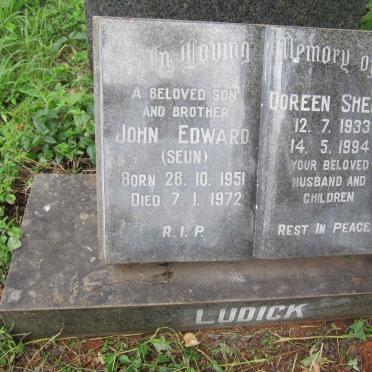 In Loving Memory of
A BELOVED SON
AND BROTHER
JOHN EDWARD
(SEUN)
BORN 28. 10. 1951
DIED 7. 1. 1972
R. I. P.
DOREEN
12. 7. 1933
14. 5. 1994
YOUR BELOVED
HUSBAND AND
CHILDREN
REST IN PEACE
LUDICK